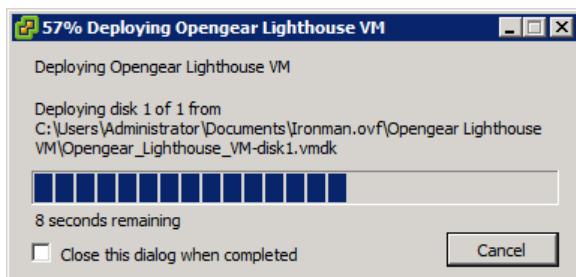 57% Deploying Opengear Lighthouse VM
Deploying Opengear Lighthouse VM
Deploying disk 1 of 1 from
C:\Users\Administrator\Documents\Ironman.ovf\Opengear Lighthouse
VM\Opengear_Lighthouse_VM-disk1.vmdk
8 seconds remaining
Close this dialog when completed
Cancel